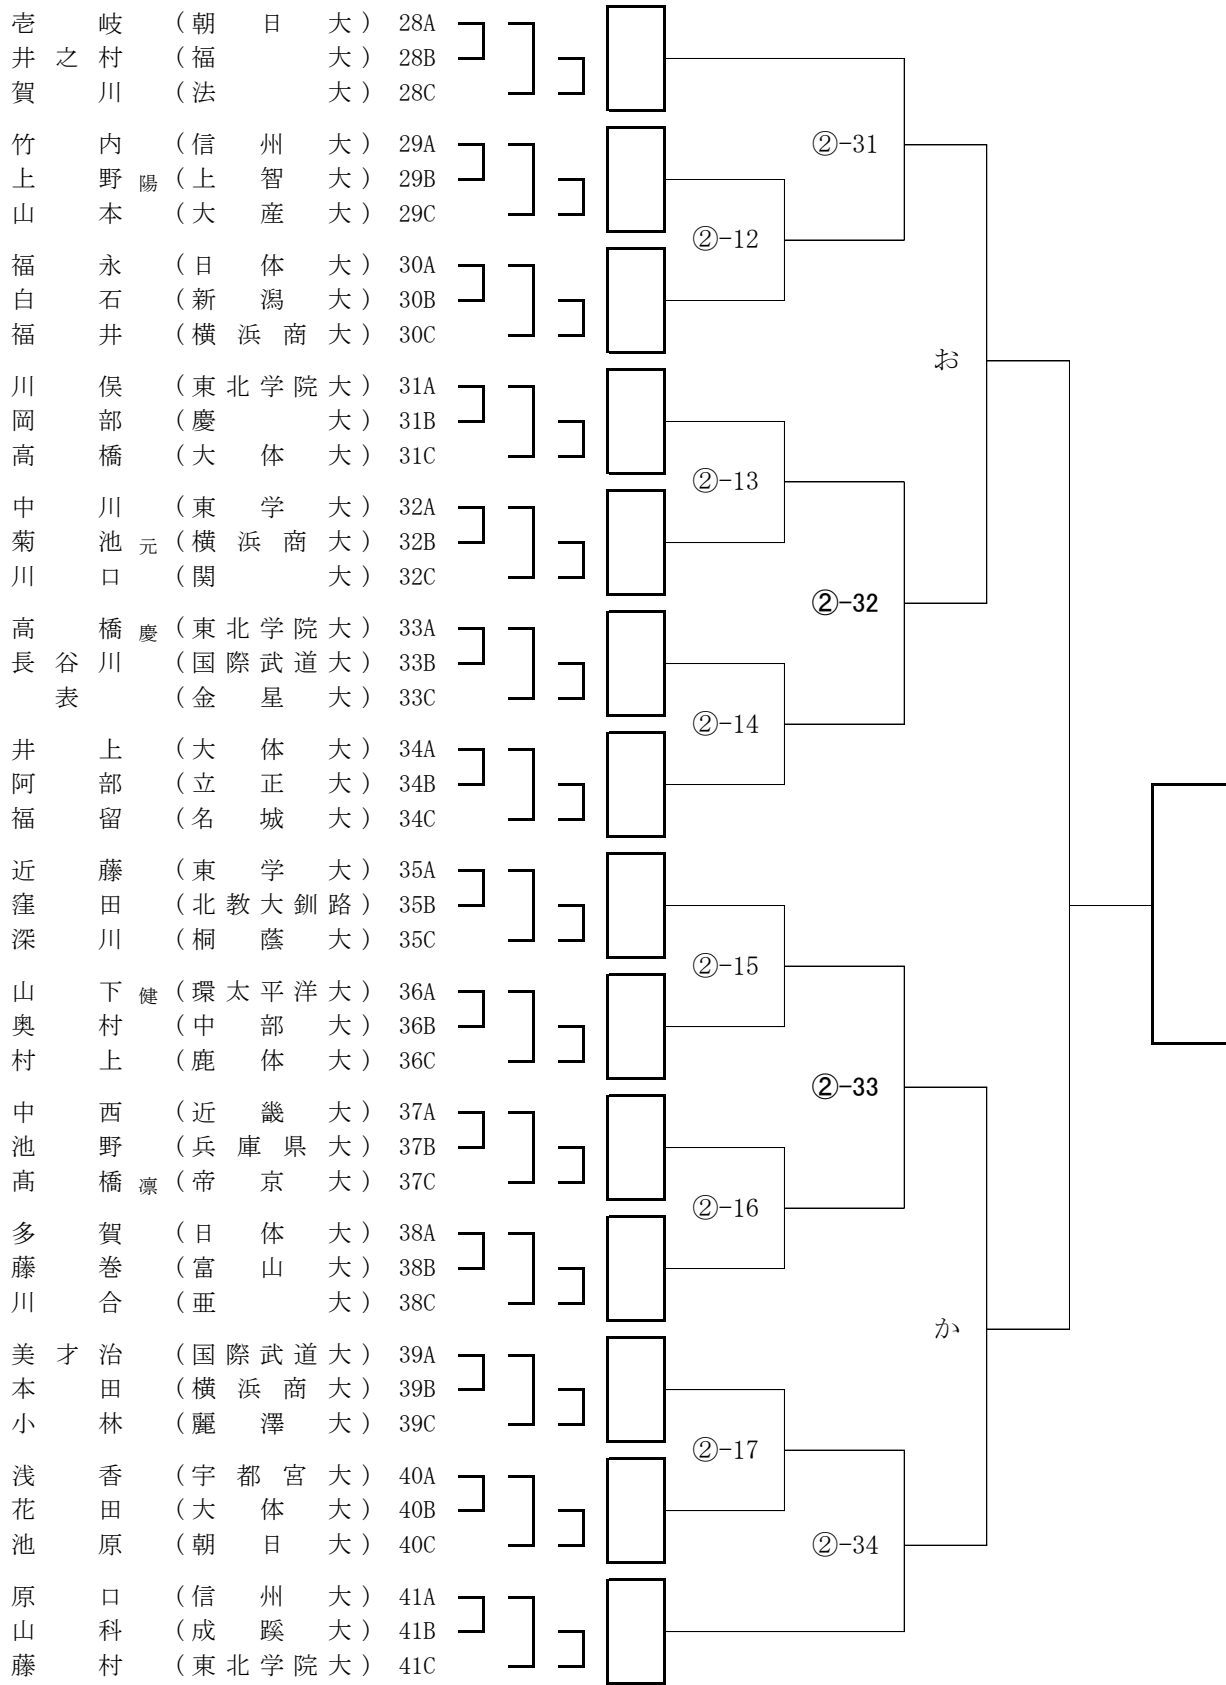 壱岐（朝日大）28A
井之村（福大）28B
賀川（法大）28C
竹内（信州大）29A
上野陽（上智大）29B
山本（大産大）29C
福永（日体大）30A
白石（新潟大）30B
福井（横浜商大）30C
川俣（東北学院大）31A
岡部（慶大）31B
高橋（大体大）31C
中川（東学大）32A
菊池元（横浜商大）32B
川口（関大）32C
高橋慶（東北学院大）33A
長谷川（国際武道大）33B
表（金星大）33C
井上（大体大）34A
阿部（立正大）34B
福留（名城大）34C
近藤（東学大）35A
窪田（北教大釧路）35B
深川（桐蔭大）35C
山下健（環太平洋大）36A
奥村（中部大）36B
村上（鹿体大）36C
中西（近畿大）37A
池野（兵庫県大）37B
髙橋凛（帝京大）37C
多賀（日体大）38A
藤巻（富山大）38B
川合（亜大）38C
美才治（国際武道大）39A
本田（横浜商大）39B
小林（麗澤大）39C
浅香（宇都宮大）40A
花田（大体大）40B
池原（朝日大）40C
原口（信州大）41A
山科（成蹊大）41B
藤村（東北学院大）41C
②-12
②-13
②-14
②-15
②-16
②-17
②-31
②-32
②-33
②-34
お
か